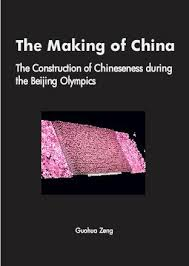 The Making of China
The Construction of Chineseness during
the Beijing Olympics
Guohua Zeng